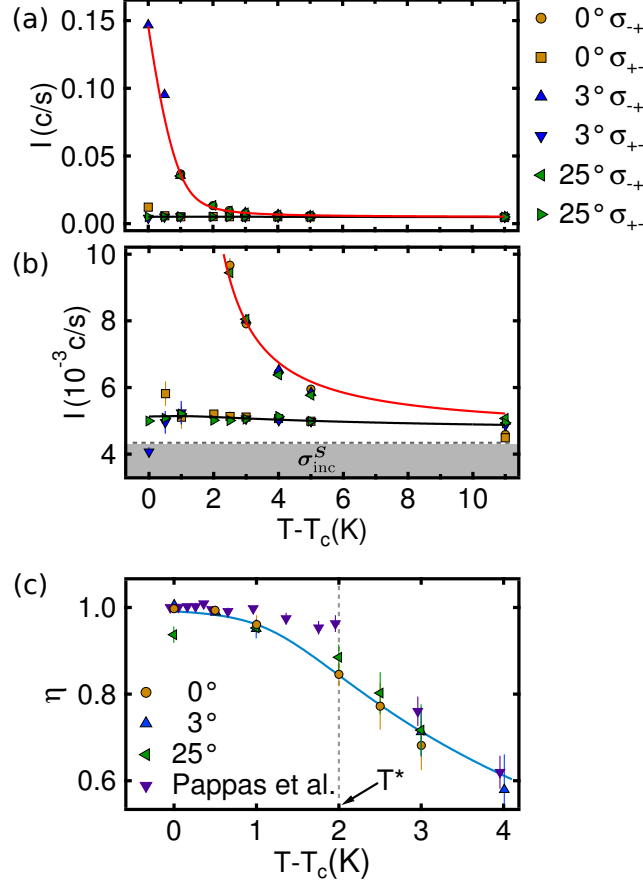 (a)
I (c/s)
0.15
0.10
0.05
0.00
0° σ-+
0° σ+-
3° σ-+
3° σ+-
25° σ-+
25° σ+-
(b)
I (10⁻³ c/s)
10
8
6
4
σ^S_inc
0 2 4 6 8 10
T-Tc(K)
(c)
η
1.0
0.8
0.6
0°
3°
25°
Pappas et al.
T*
0 1 2 3 4
T-Tc(K)